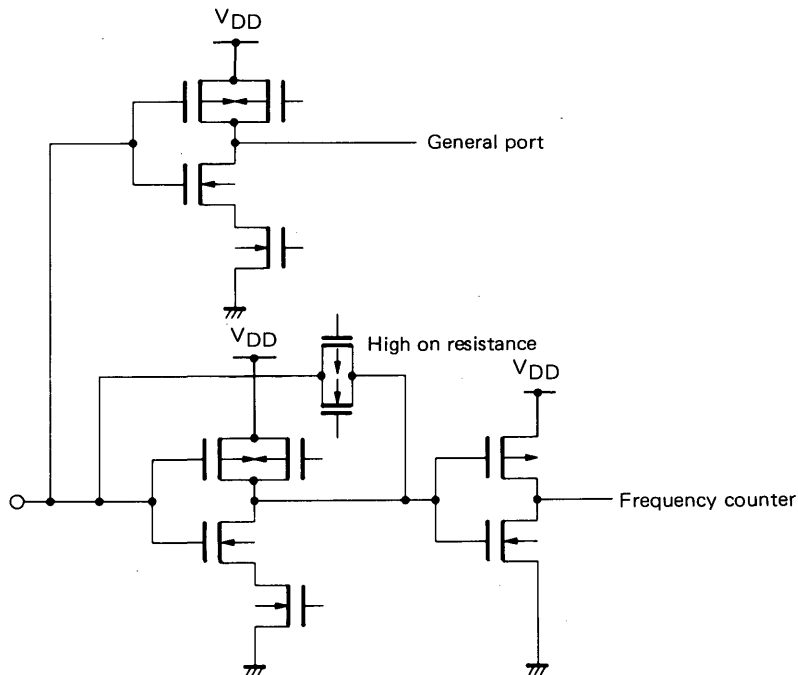 VDD
General port
VDD
High on resistance
VDD
Frequency counter